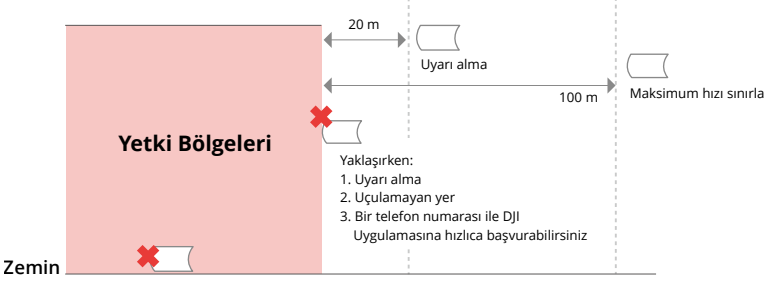 20 m
Uyarı alma
100 m
Maksimum hızı sınırla
Yetki Bölgeleri
Yaklaşırken:
1. Uyarı alma
2. Uçulamayan yer
3. Bir telefon numarası ile DJI
Uygulamasına hızlıca başvurabilirsiniz
Zemin